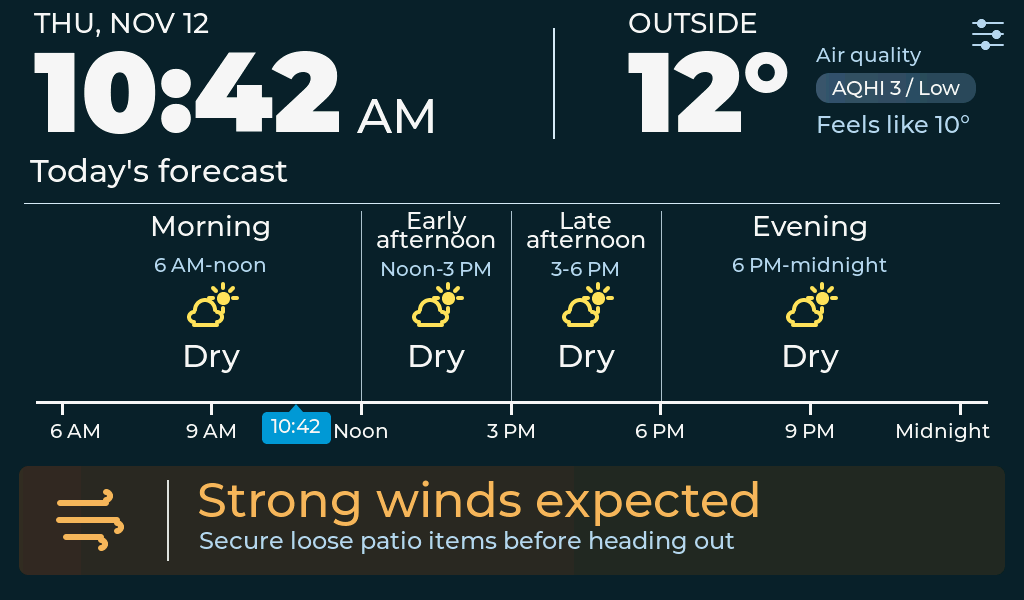 THU, NOV 12
10:42 AM
OUTSIDE
12°
Air quality
AQHI 3 / Low
Feels like 10°
Today's forecast
Morning
6 AM-noon
Dry
Early
afternoon
Noon-3 PM
Dry
Late
afternoon
3-6 PM
Dry
Evening
6 PM-midnight
Dry
6 AM
9 AM
10:42
Noon
3 PM
6 PM
9 PM
Midnight
Strong winds expected
Secure loose patio items before heading out